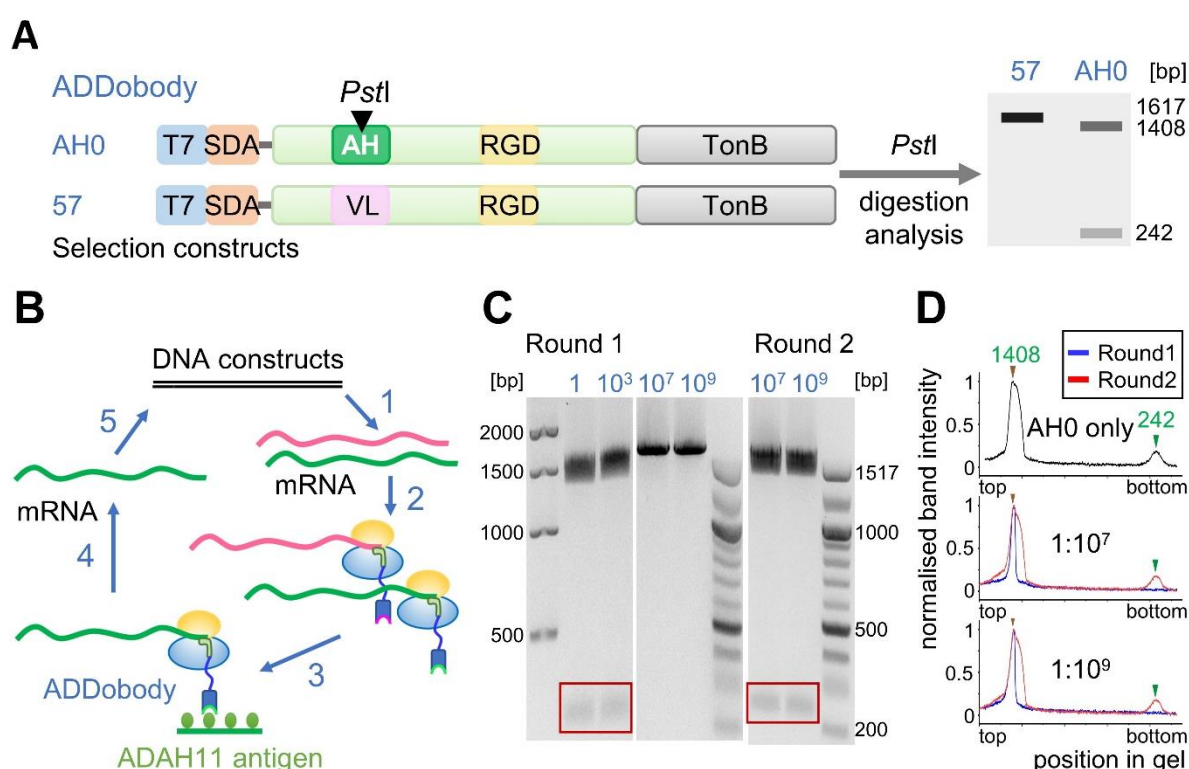 A
ADDobody
PstI
57 AH0 [bp]
AH0 T7 SDA AH RGD TonB
57 T7 SDA VL RGD TonB
Selection constructs
PstI
digestion
analysis
1617
1408
242
B
DNA constructs
5
1
mRNA
mRNA
2
4
3
ADDobody
ADAH11 antigen
C
Round 1 Round 2
[bp] 1 10³ 10⁷ 10⁹ 10⁷ 10⁹ [bp]
2000
1500
1000
500
1517
1000
500
200
D
Round1
Round2
1408
242
AH0 only
1
0.5
0
top bottom
1:10⁷
1
0.5
0
top bottom
1:10⁹
1
0.5
0
top bottom
normalised band intensity
position in gel